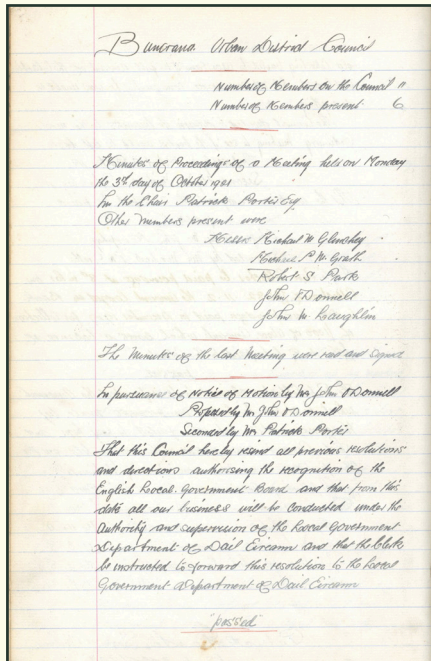 Buncrana Urban District Council
Number of Members on the Council 11
Number of Members present 6
Minutes of Proceedings of a Meeting held on Monday
the 3rd day of October 1921
In the Chair Patrick Porter Esq
Other Members present were
Messrs Michael
Michael P McGrath
Robert S Park
John O'Donnell
John McLaughlin
The Minutes of the last Meeting were read and signed
In pursuance of Notice of Motion by Mr John O'Donnell
Proposed by Mr John O'Donnell
Seconded by Mr Patrick Porter
That this Council hereby resind all previous resolutions
and directions authorising the recognition of the
English Local Government Board and that from this
date all our business will be conducted under the
Authority and supervision of the Local Government
Department of Dail Eireann and that the Clerk
be instructed to forward this resolution to the Local
Government Department of Dail Eireann
"passed"